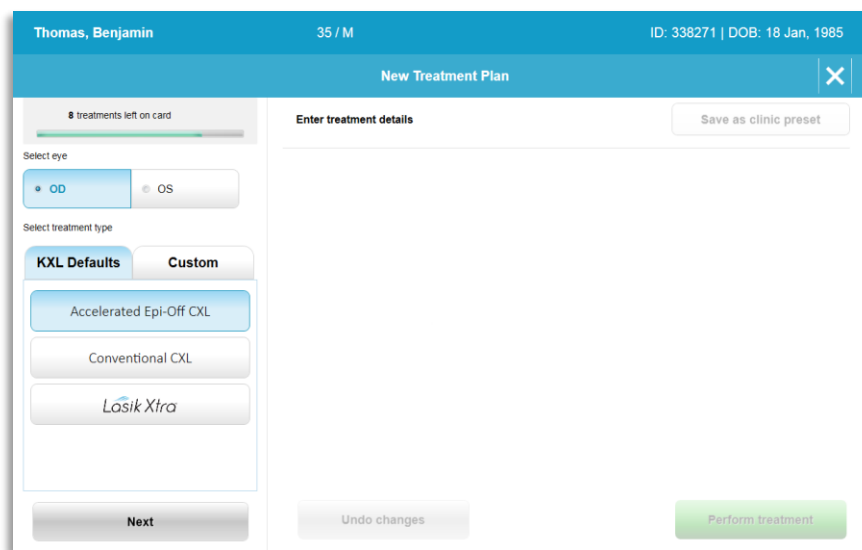 Thomas, Benjamin 35 / M ID: 338271 | DOB: 18 Jan, 1985
New Treatment Plan
8 treatments left on card
Enter treatment details
Save as clinic preset
Select eye
OD OS
Select treatment type
KXL Defaults Custom
Accelerated Epi-Off CXL
Conventional CXL
Lasik Xtra
Next
Undo changes
Perform treatment